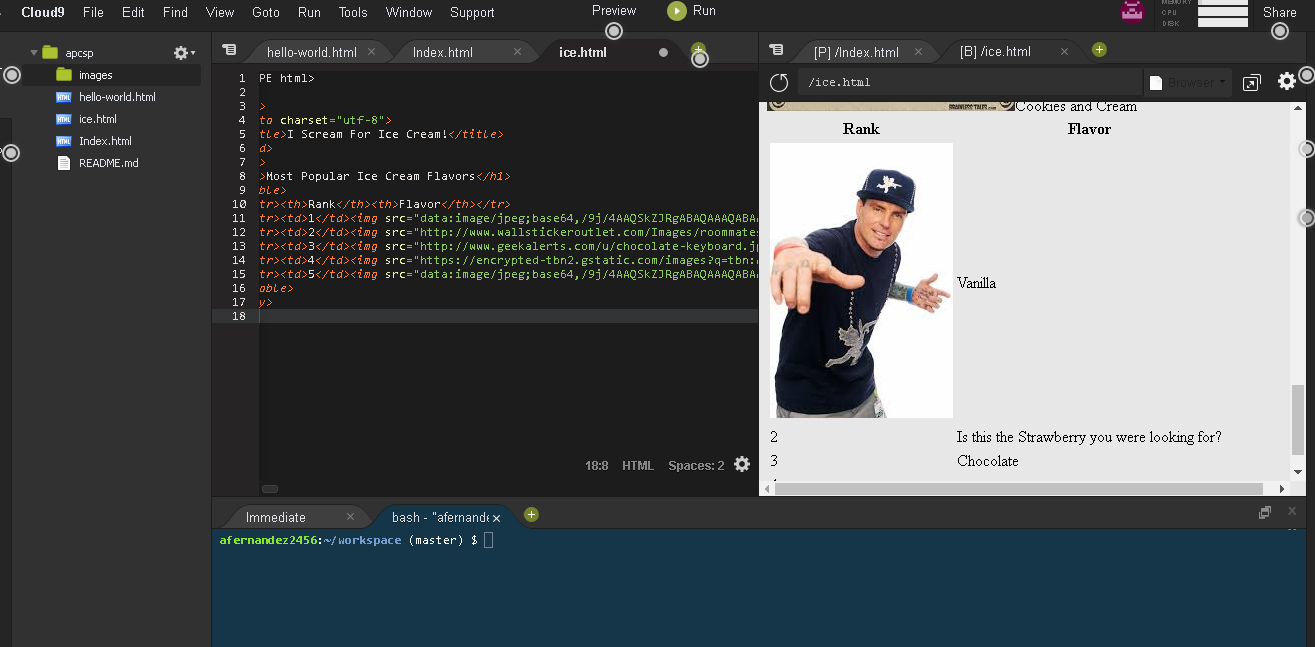 Cloud9 File Edit Find View Goto Run Tools Window Support Preview Run MEMORY CPU DISK Share
apcsp
images
hello-world.html
ice.html
Index.html
README.md
hello-world.html Index.html ice.html
1 PE html>
2
3 >
4 ta charset="utf-8">
5 tle>I Scream For Ice Cream!</title>
6 d>
7 >
8 >Most Popular Ice Cream Flavors</h1>
9 ble>
10 tr><th>Rank</th><th>Flavor</th></tr>
11 tr><td>1</td><img src="data:image/jpeg;base64,/9j/4AAQSkZJRgABAQAAAQABA
12 tr><td>2</td><img src="http://www.wallstickeroutlet.com/Images/roommates
13 tr><td>3</td><img src="http://www.geekalerts.com/u/chocolate-keyboard.jp
14 tr><td>4</td><img src="https://encrypted-tbn2.gstatic.com/images?q=tbn:
15 tr><td>5</td><img src="data:image/jpeg;base64,/9j/4AAQSkZJRgABAQAAAQABA
16 able>
17 y>
18
18:8 HTML Spaces: 2
[P] /Index.html [B] /ice.html
/ice.html Browser
Cookies and Cream
Rank Flavor
Vanilla
2 Is this the Strawberry you were looking for?
3 Chocolate
Immediate bash - "afernande
afernandez2456:~/workspace (master) $